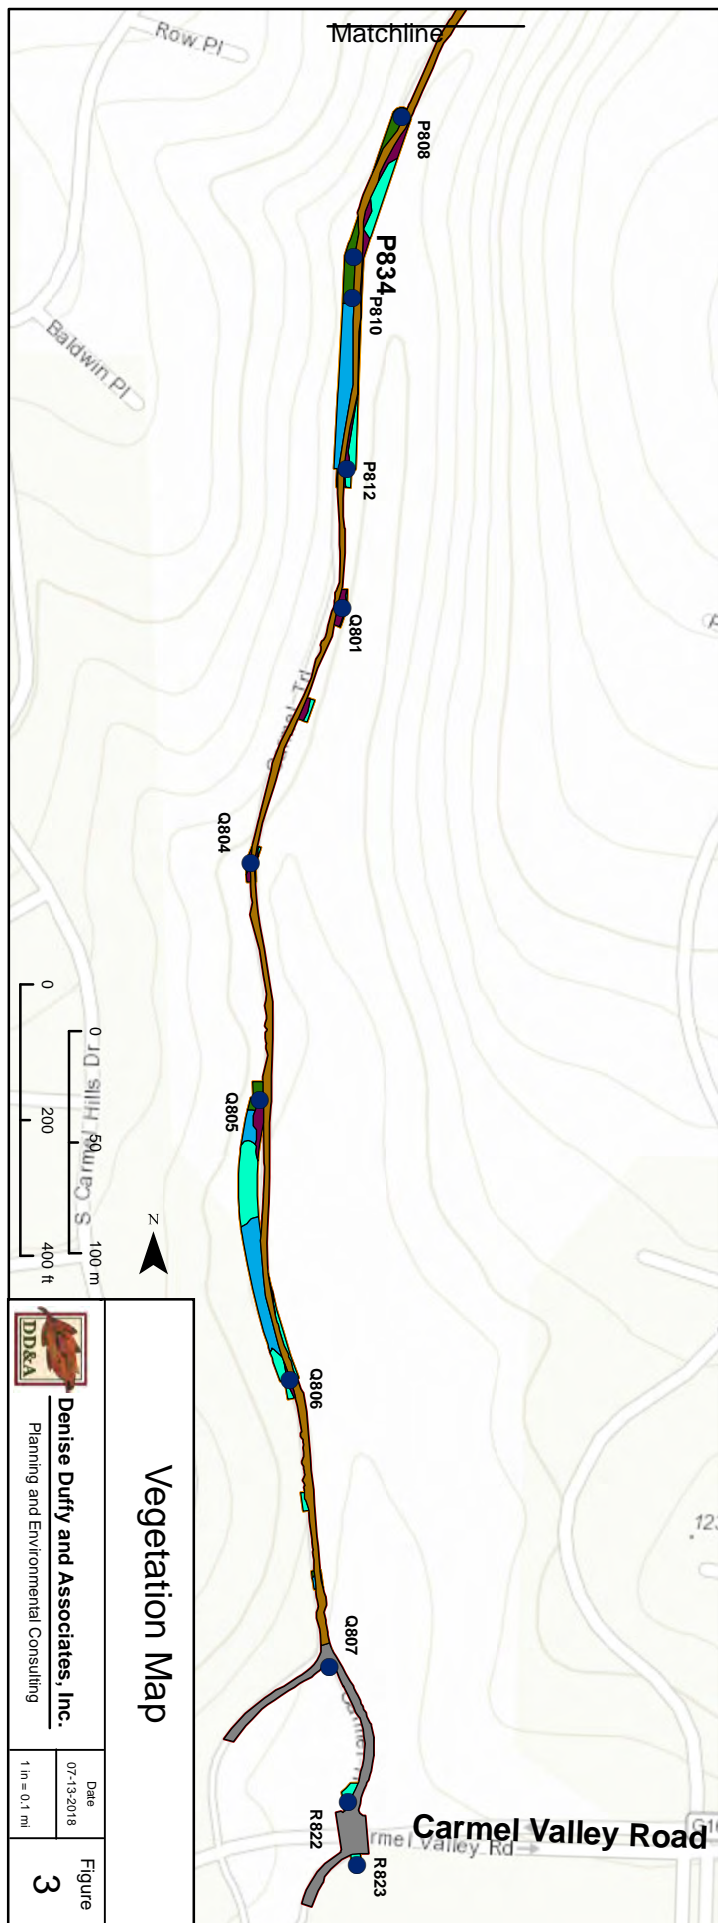 Matchline
Row Pl
P808
P834
P810
Baldwin Pl
P812
Q801
Q804
S Carmel Hills Dr
0
50
100 m
0
200
400 ft
Q805
N
Q806
Q807
R822
R823
Carmel Valley Road
rmel Valley Rd
Vegetation Map
DD&A
Denise Duffy and Associates, Inc.
Planning and Environmental Consulting
Date
07-13-2018
1 in = 0.1 mi
Figure
3